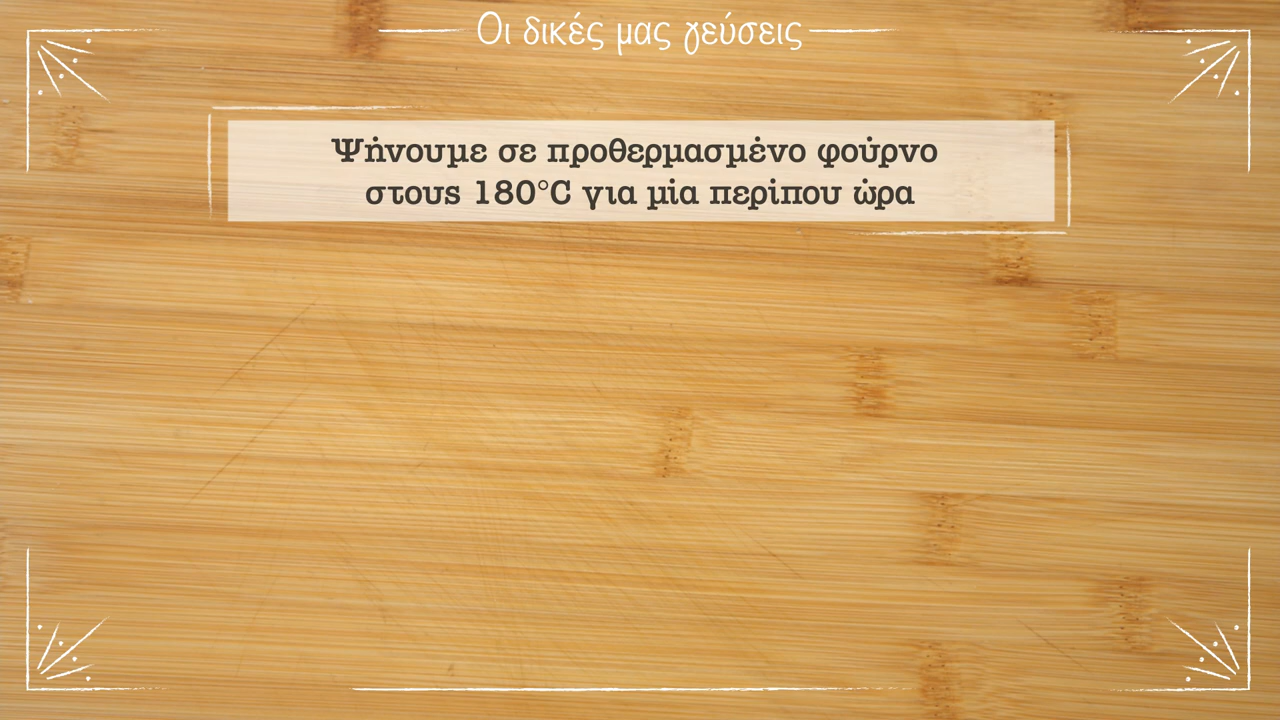 Οι δικές μας γεύσεις
Ψήνουμε σε προθερμασμένο φούρνο
στους 180°C για μία περίπου ώρα